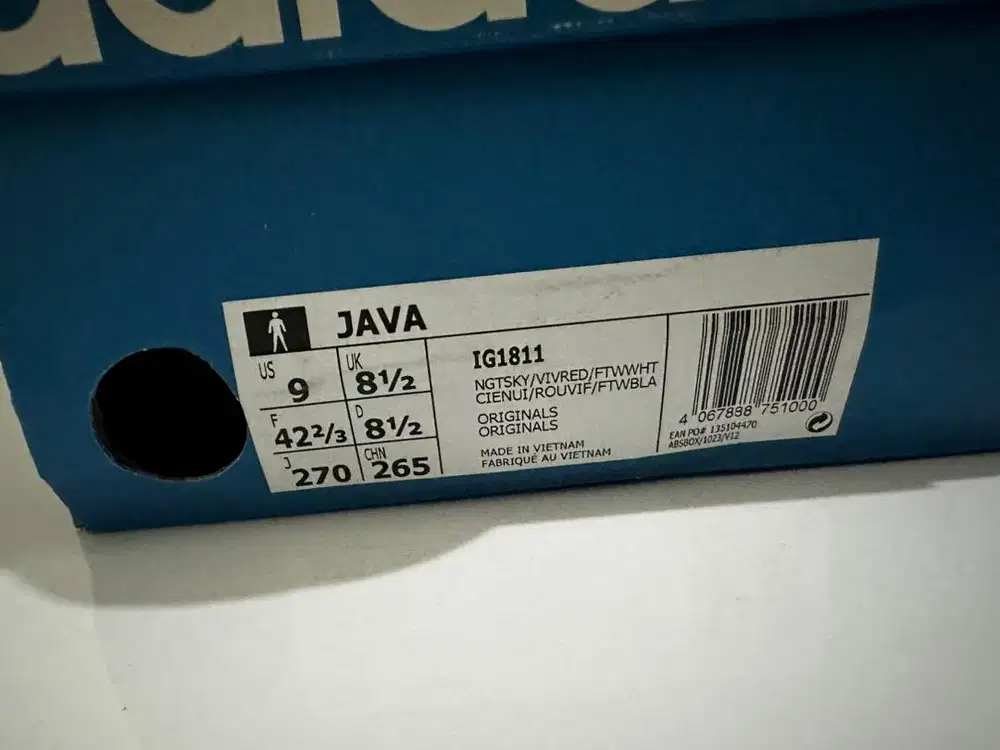 adidas
JAVA
US 9 UK 8½
F 42⅔ D 8½
J 270 CHN 265
IG1811
NGTSKY/VIVRED/FTWWHT
CIENUI/ROUVIF/FTWBLA
ORIGINALS
ORIGINALS
MADE IN VIETNAM
FABRIQUÉ AU VIETNAM
4 067888 751000
EAN PO# 135104470
ABSBOX/1023/V12